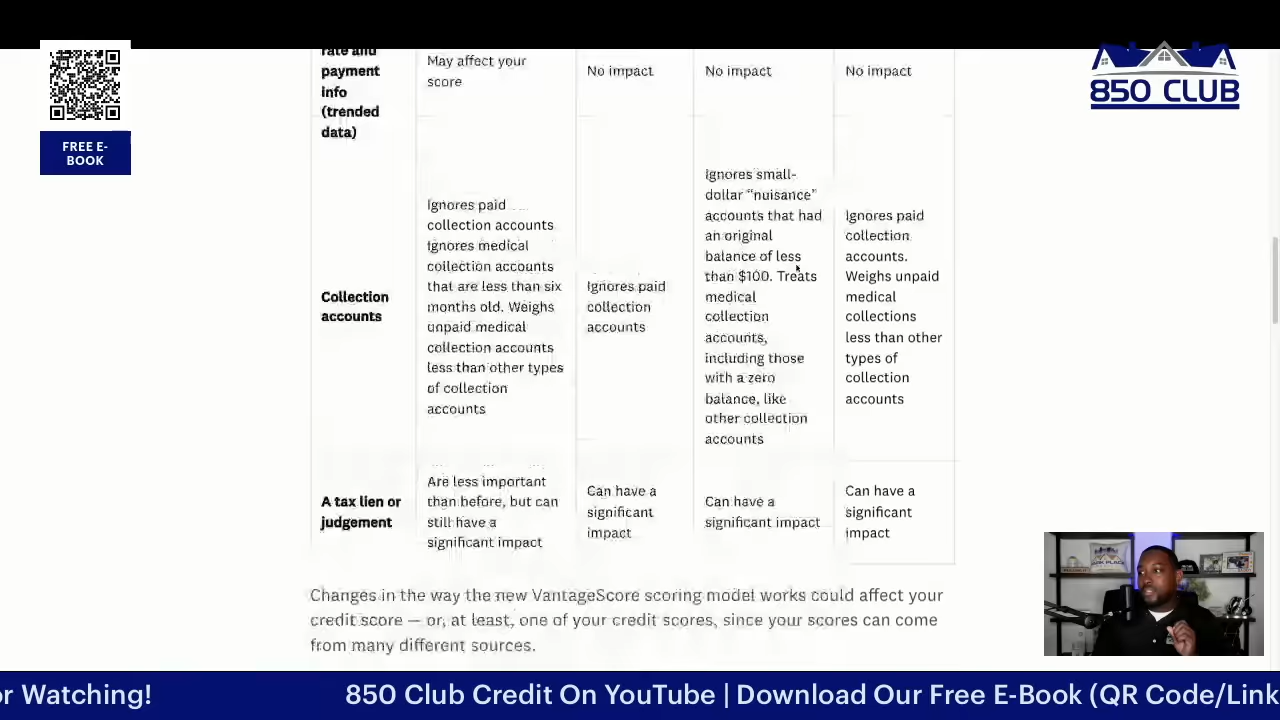 FREE E-
BOOK
850 CLUB
rate and
payment
info
(trended
data)
May affect your
score
No impact
No impact
No impact
Collection
accounts
Ignores paid
collection accounts
Ignores medical
collection accounts
that are less than six
months old. Weighs
unpaid medical
collection accounts
less than other types
of collection
accounts
Ignores paid
collection
accounts
Ignores small-
dollar “nuisance”
accounts that had
an original
balance of less
than $100. Treats
medical
collection
accounts,
including those
with a zero
balance, like
other collection
accounts
Ignores paid
collection
accounts.
Weighs unpaid
medical
collections
less than other
types of
collection
accounts
A tax lien or
judgement
Are less important
than before, but can
still have a
significant impact
Can have a
significant
impact
Can have a
significant impact
Can have a
significant
impact
Changes in the way the new VantageScore scoring model works could affect your
credit score — or, at least, one of your credit scores, since your scores can come
from many different sources.
or Watching! 850 Club Credit On YouTube | Download Our Free E-Book (QR Code/Link